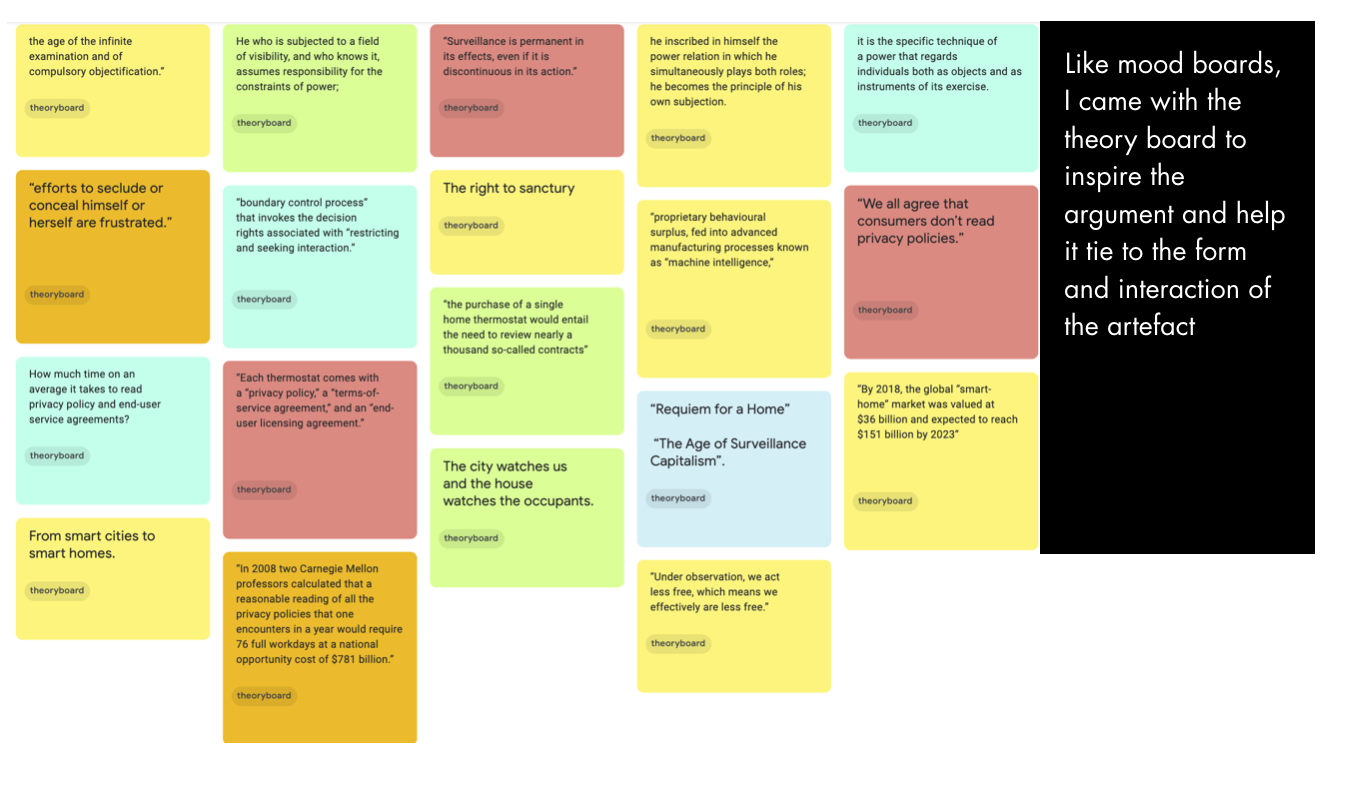 the age of the infinite
examination and of
compulsory objectification.”
theoryboard
“efforts to seclude or
conceal himself or
herself are frustrated.”
theoryboard
How much time on an
average it takes to read
privacy policy and end-user
service agreements?
theoryboard
From smart cities to
smart homes.
theoryboard
He who is subjected to a field
of visibility, and who knows it,
assumes responsibility for the
constraints of power;
theoryboard
“boundary control process”
that invokes the decision
rights associated with “restricting
and seeking interaction.”
theoryboard
“Each thermostat comes with
a “privacy policy,” a “terms-of-
service agreement,” and an “end-
user licensing agreement.”
theoryboard
“In 2008 two Carnegie Mellon
professors calculated that a
reasonable reading of all the
privacy policies that one
encounters in a year would require
76 full workdays at a national
opportunity cost of $781 billion.”
theoryboard
“Surveillance is permanent in
its effects, even if it is
discontinuous in its action.”
theoryboard
The right to sanctury
theoryboard
“the purchase of a single
home thermostat would entail
the need to review nearly a
thousand so-called contracts”
theoryboard
The city watches us
and the house
watches the occupants.
theoryboard
he inscribed in himself the
power relation in which he
simultaneously plays both roles;
he becomes the principle of his
own subjection.
theoryboard
“proprietary behavioural
surplus, fed into advanced
manufacturing processes known
as “machine intelligence,”
theoryboard
“Requiem for a Home”
“The Age of Surveillance
Capitalism”.
theoryboard
“Under observation, we act
less free, which means we
effectively are less free.”
theoryboard
it is the specific technique of
a power that regards
individuals both as objects and as
instruments of its exercise.
theoryboard
“We all agree that
consumers don’t read
privacy policies.”
theoryboard
“By 2018, the global “smart-
home” market was valued at
$36 billion and expected to reach
$151 billion by 2023”
theoryboard
Like mood boards,
I came with the
theory board to
inspire the
argument and help
it tie to the form
and interaction of
the artefact